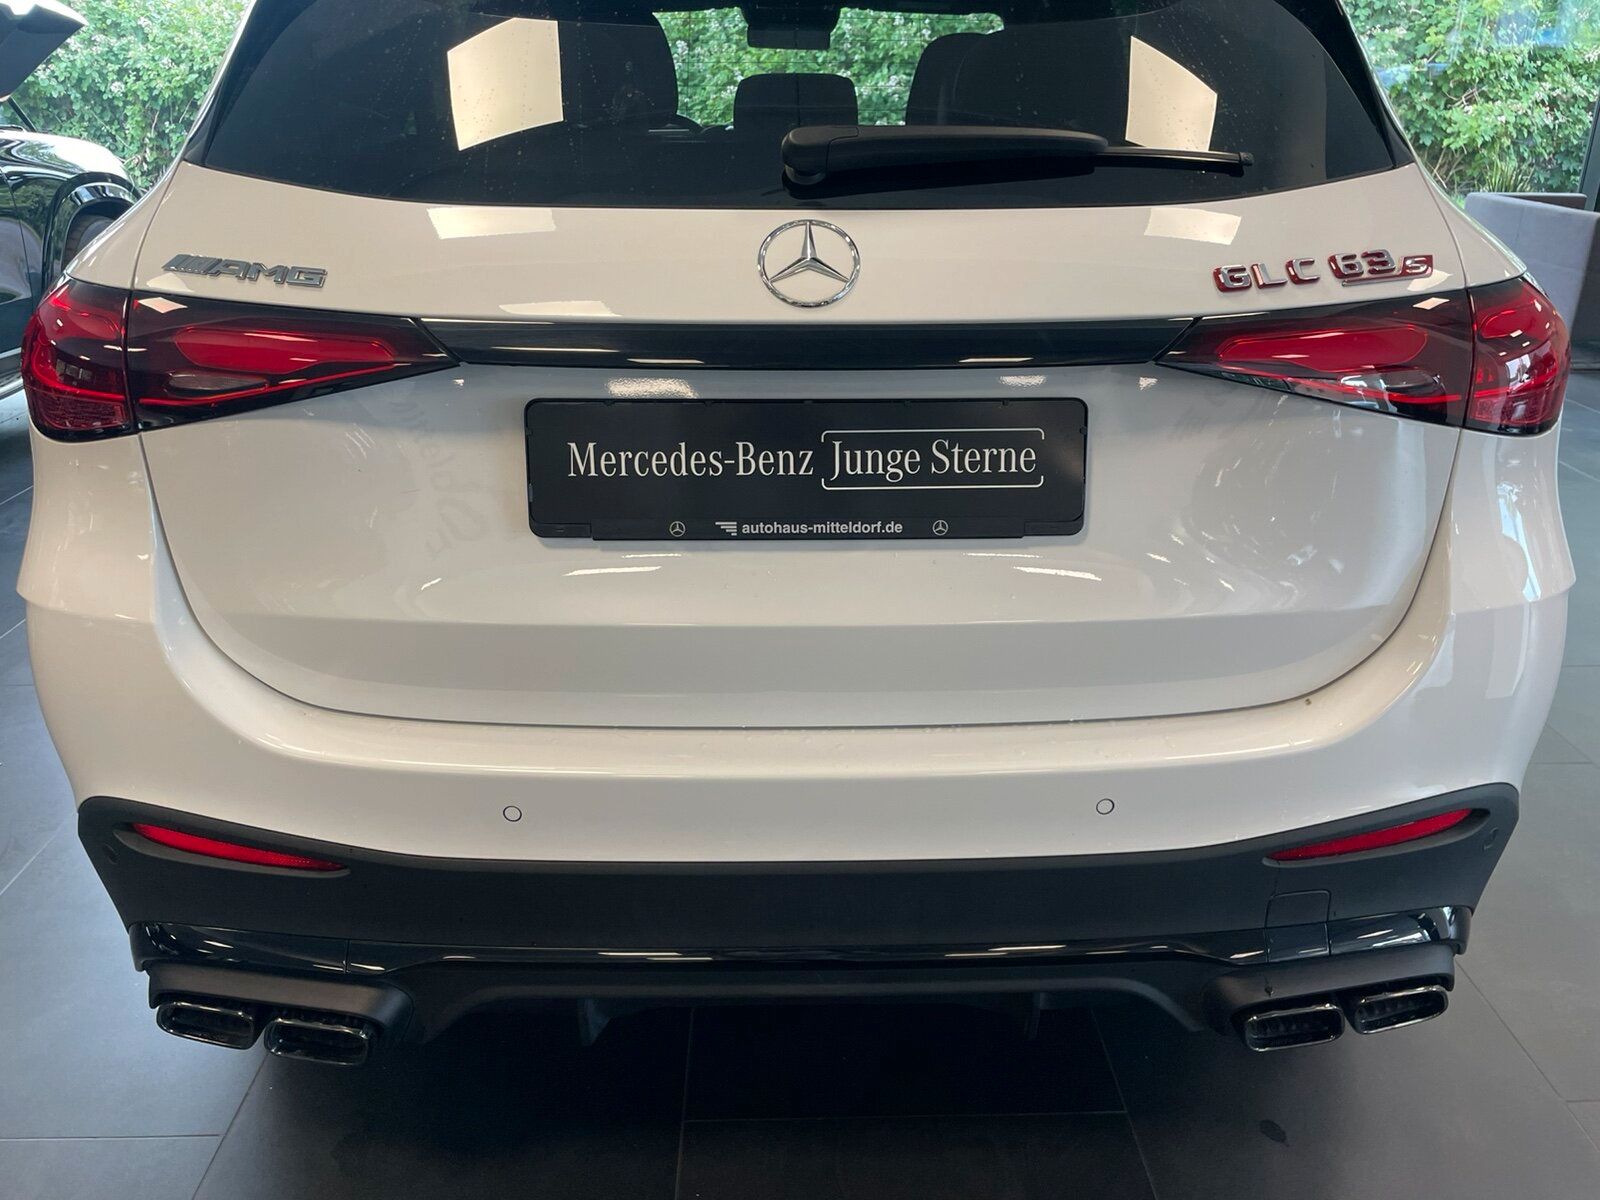 AMG
GLC 63 S
Mercedes-Benz Junge Sterne
autohaus-mitteldorf.de